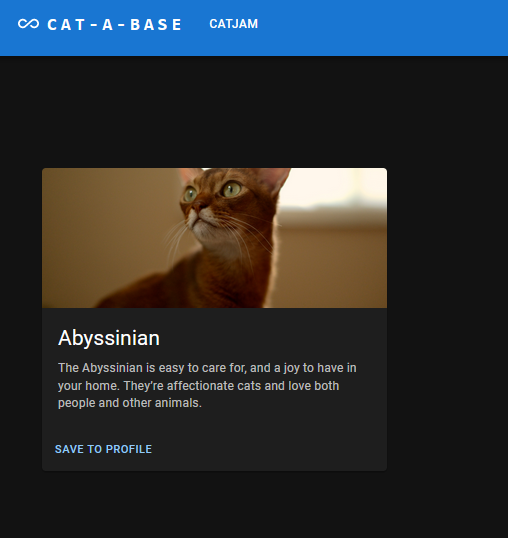 CAT-A-BASE
CATJAM
Abyssinian
The Abyssinian is easy to care for, and a joy to have in
your home. They're affectionate cats and love both
people and other animals.
SAVE TO PROFILE